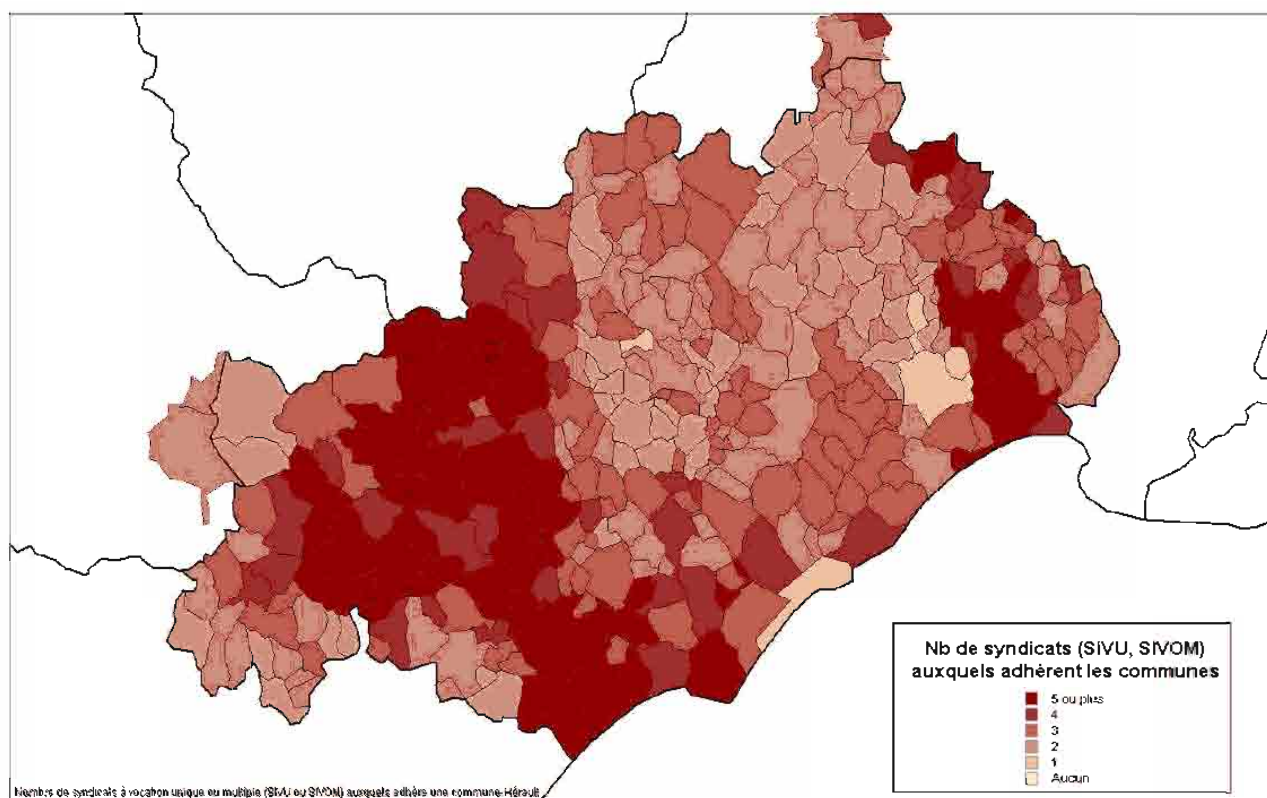 Nb de syndicats (SIVU, SIVOM)
auxquels adhèrent les communes
5 ou plus
4
3
2
1
Aucun
Nombre de syndicats à vocation unique ou multiple (SIVU ou SIVOM) auxquels adhère une commune-Hérault